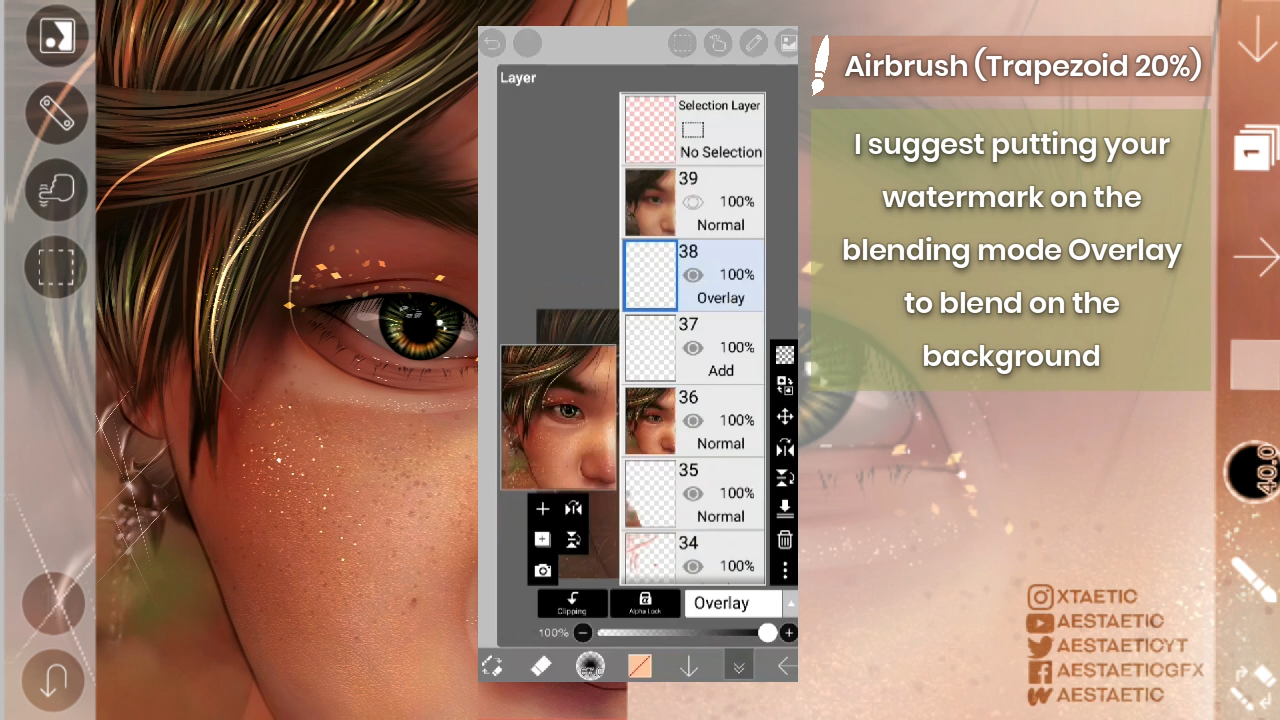 Layer
Selection Layer
No Selection
39
100%
Normal
38
100%
Overlay
37
100%
Add
36
100%
Normal
35
100%
Normal
34
100%
Clipping
Alpha Lock
Overlay
100%
Airbrush (Trapezoid 20%)
I suggest putting your
watermark on the
blending mode Overlay
to blend on the
background
1
40.0
XTAETIC
AESTAETIC
AESTAETICYT
AESTAETICGFX
AESTAETIC